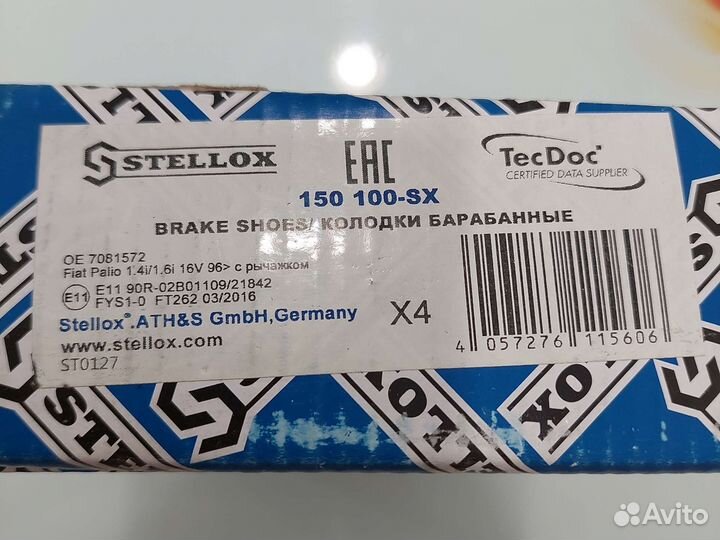 STELLOX
EAC
TecDoc
CERTIFIED DATA SUPPLIER
150 100-SX
BRAKE SHOES/ КОЛОДКИ БАРАБАННЫЕ
OE 7081572
Fiat Palio 1.4i/1.6i 16V 96> с рычажком
E11 E11 90R-02B01109/21842
FYS1-0 FT262 03/2016
Stellox.ATH&S GmbH,Germany
X4
www.stellox.com
ST0127
4 057276 115606
Avito